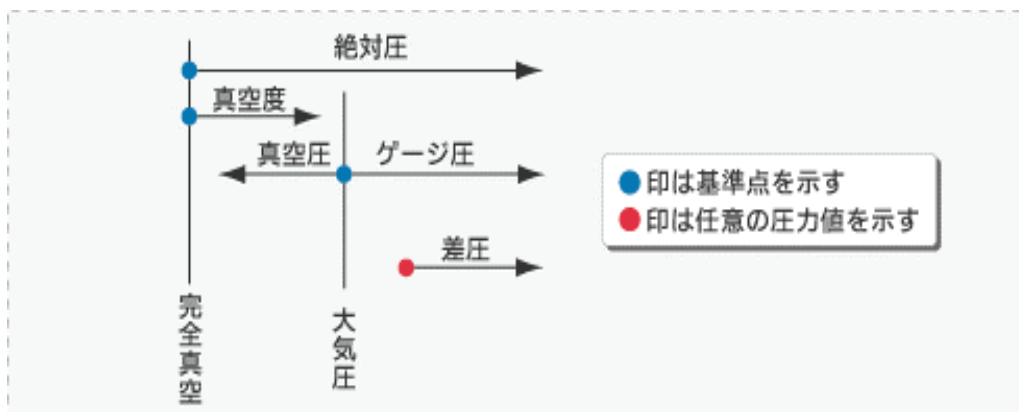 絶対圧
真空度
真空圧
ゲージ圧
●印は基準点を示す
●印は任意の圧力値を示す
差圧
完全真空
大気圧